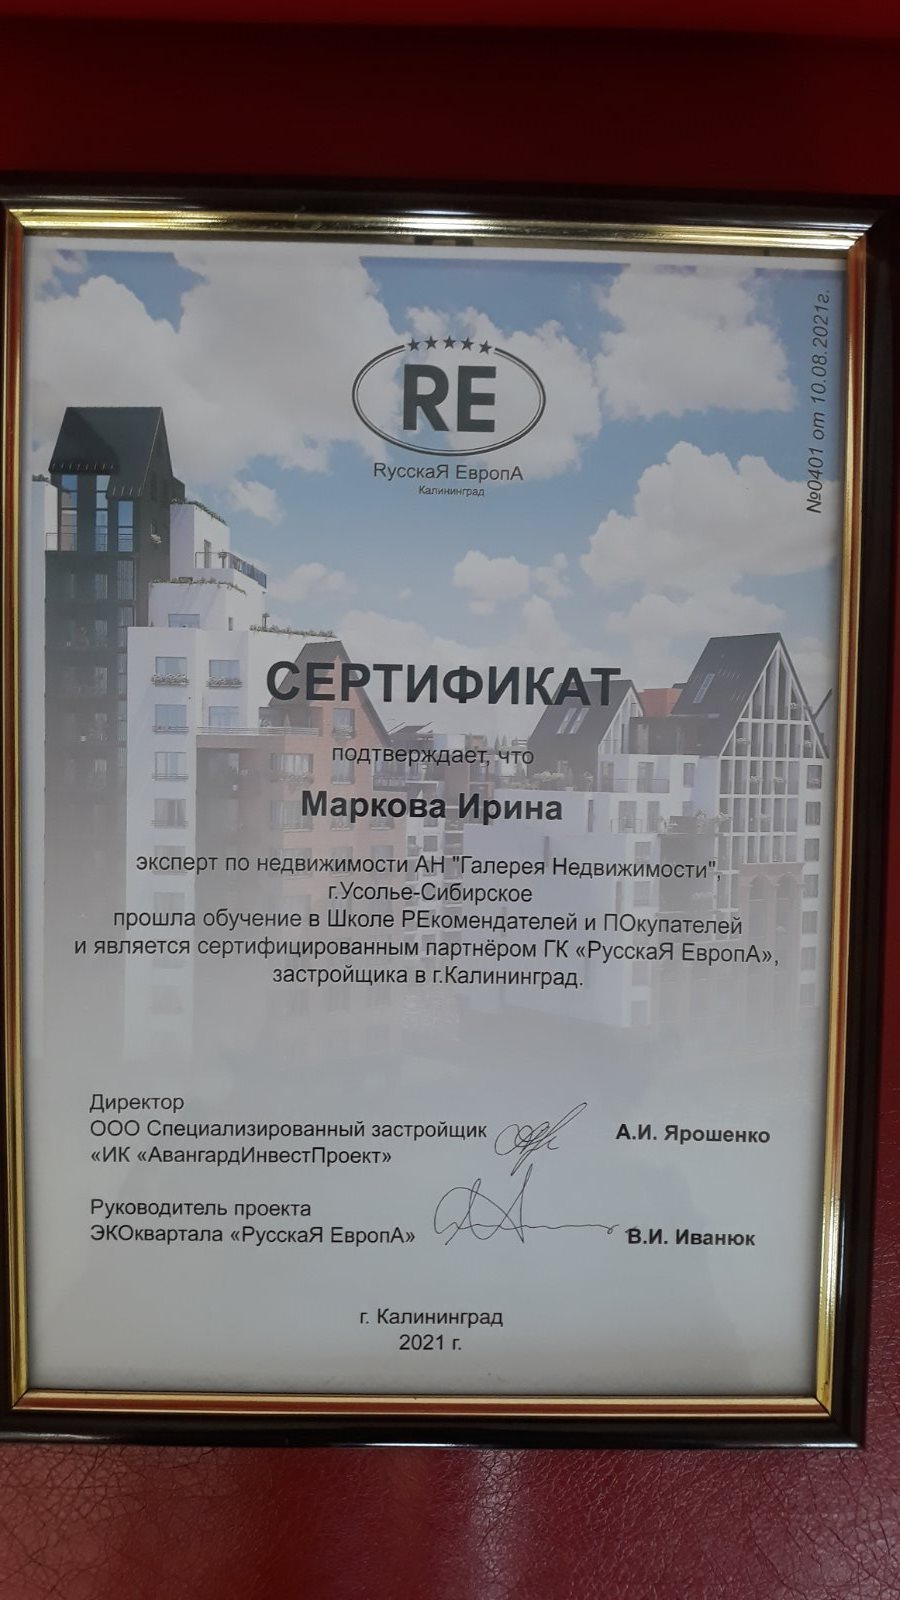 №0401 от 10.08.2021г.
RE
RусскаЯ ЕвропА
Калининград
СЕРТИФИКАТ
подтверждает, что
Маркова Ирина
эксперт по недвижимости АН "Галерея Недвижимости",
г.Усолье-Сибирское
прошла обучение в Школе РЕкомендателей и ПОкупателей
и является сертифицированным партнёром ГК «РусскаЯ ЕвропА»,
застройщика в г.Калининград.
Директор
ООО Специализированный застройщик
«ИК «АвангардИнвестПроект»
А.И. Ярошенко
Руководитель проекта
ЭКОквартала «РусскаЯ ЕвропА»
В.И. Иванюк
г. Калининград
2021 г.